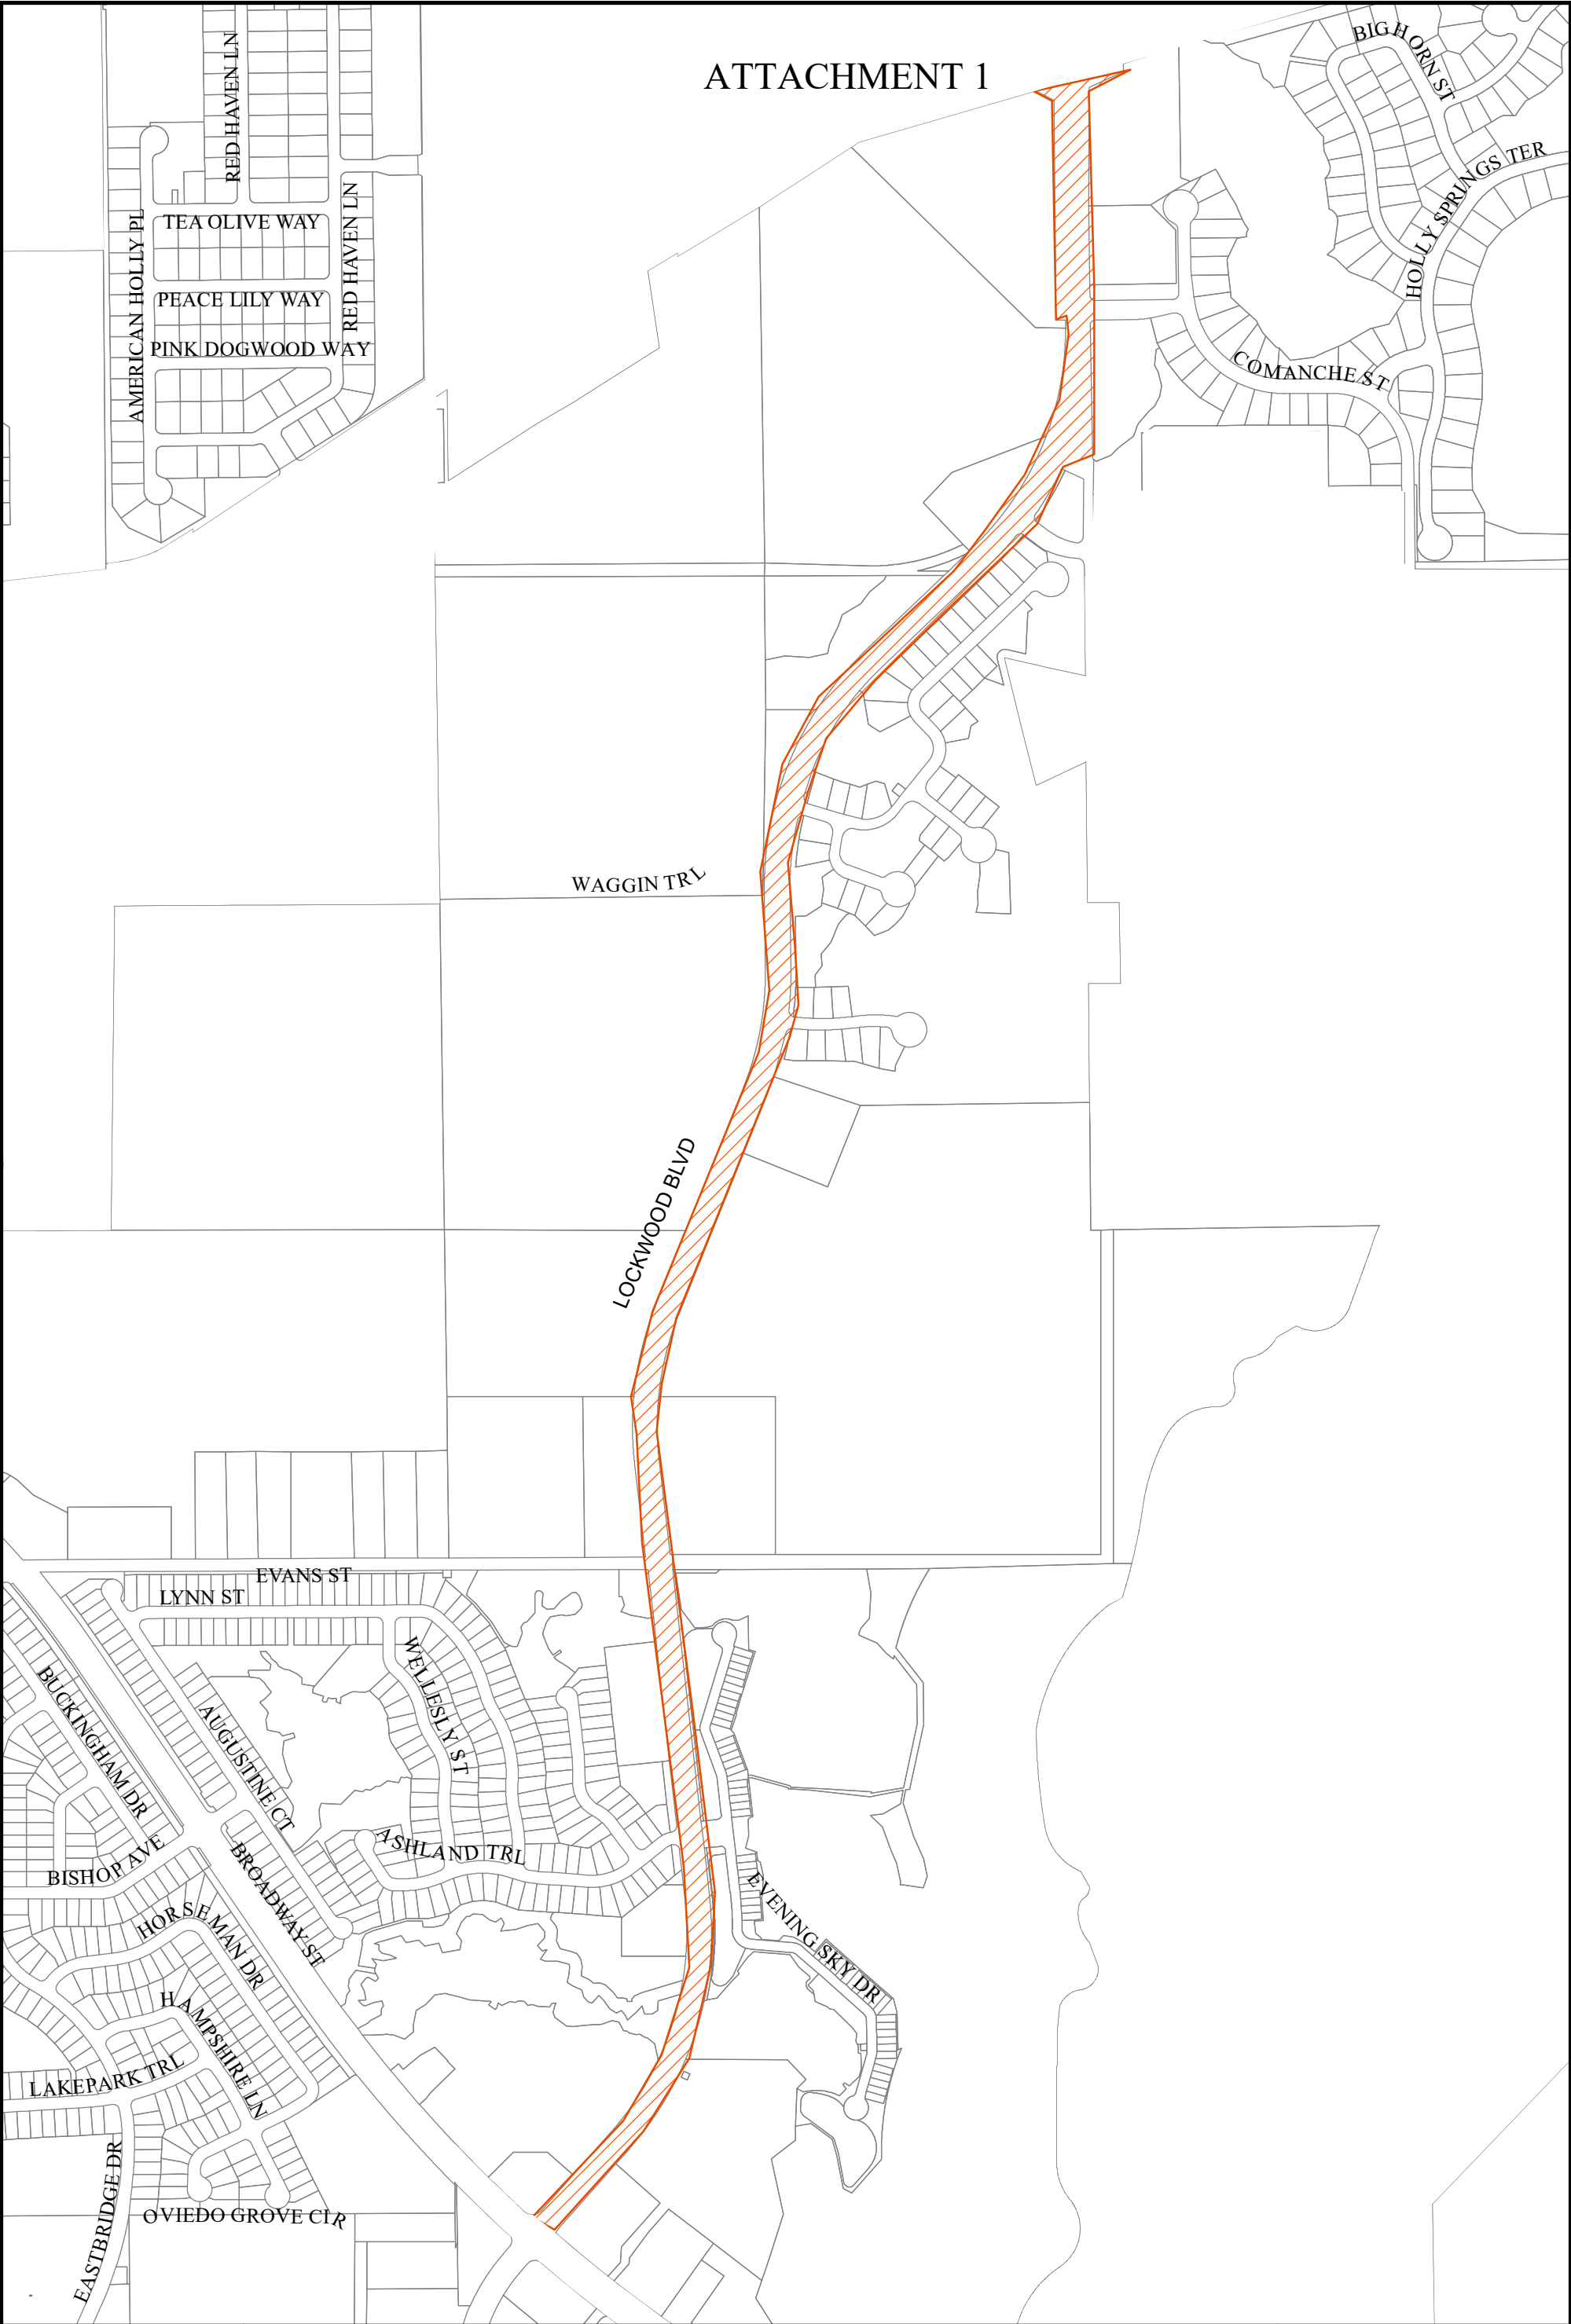 ATTACHMENT 1
BIG HORN ST
RED HAVEN LN
HOLLY SPRINGS TER
TEA OLIVE WAY
AMERICAN HOLLY PL
RED HAVEN LN
PEACE LILY WAY
PINK DOGWOOD WAY
COMANCHE ST
WAGGIN TRL
LOCKWOOD BLVD
EVANS ST
LYNN ST
WELLESLY ST
BUCKINGHAM DR
AUGUSTINE CT
ASHLAND TRL
BISHOP AVE
BROADWAY ST
EVENING SKY DR
HORSEMAN DR
HAMPSHIRE LN
LAKEPARK TRL
EASTBRIDGE DR
OVIEDO GROVE CIR